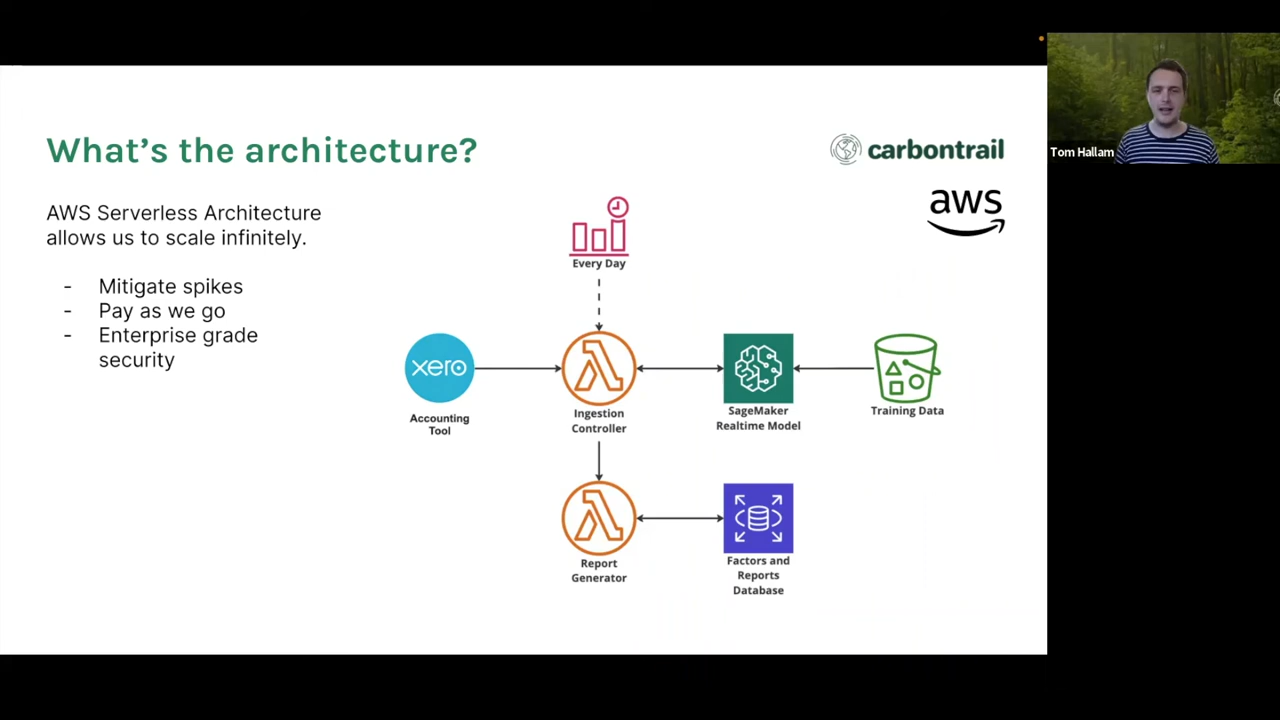 What's the architecture?
carbontrail
aws
AWS Serverless Architecture
allows us to scale infinitely.
- Mitigate spikes
- Pay as we go
- Enterprise grade
security
Every Day
xero
Accounting
Tool
Ingestion
Controller
SageMaker
Realtime Model
Training Data
Report
Generator
Factors and
Reports
Database
Tom Hallam